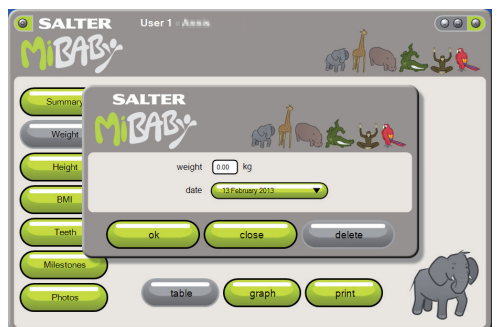 SALTER
User 1 -
MiBABY
Summary
Weight
Height
BMI
Teeth
Milestones
Photos
SALTER
MiBABY
weight 0.00 kg
date 13 February 2013
ok close delete
table graph print